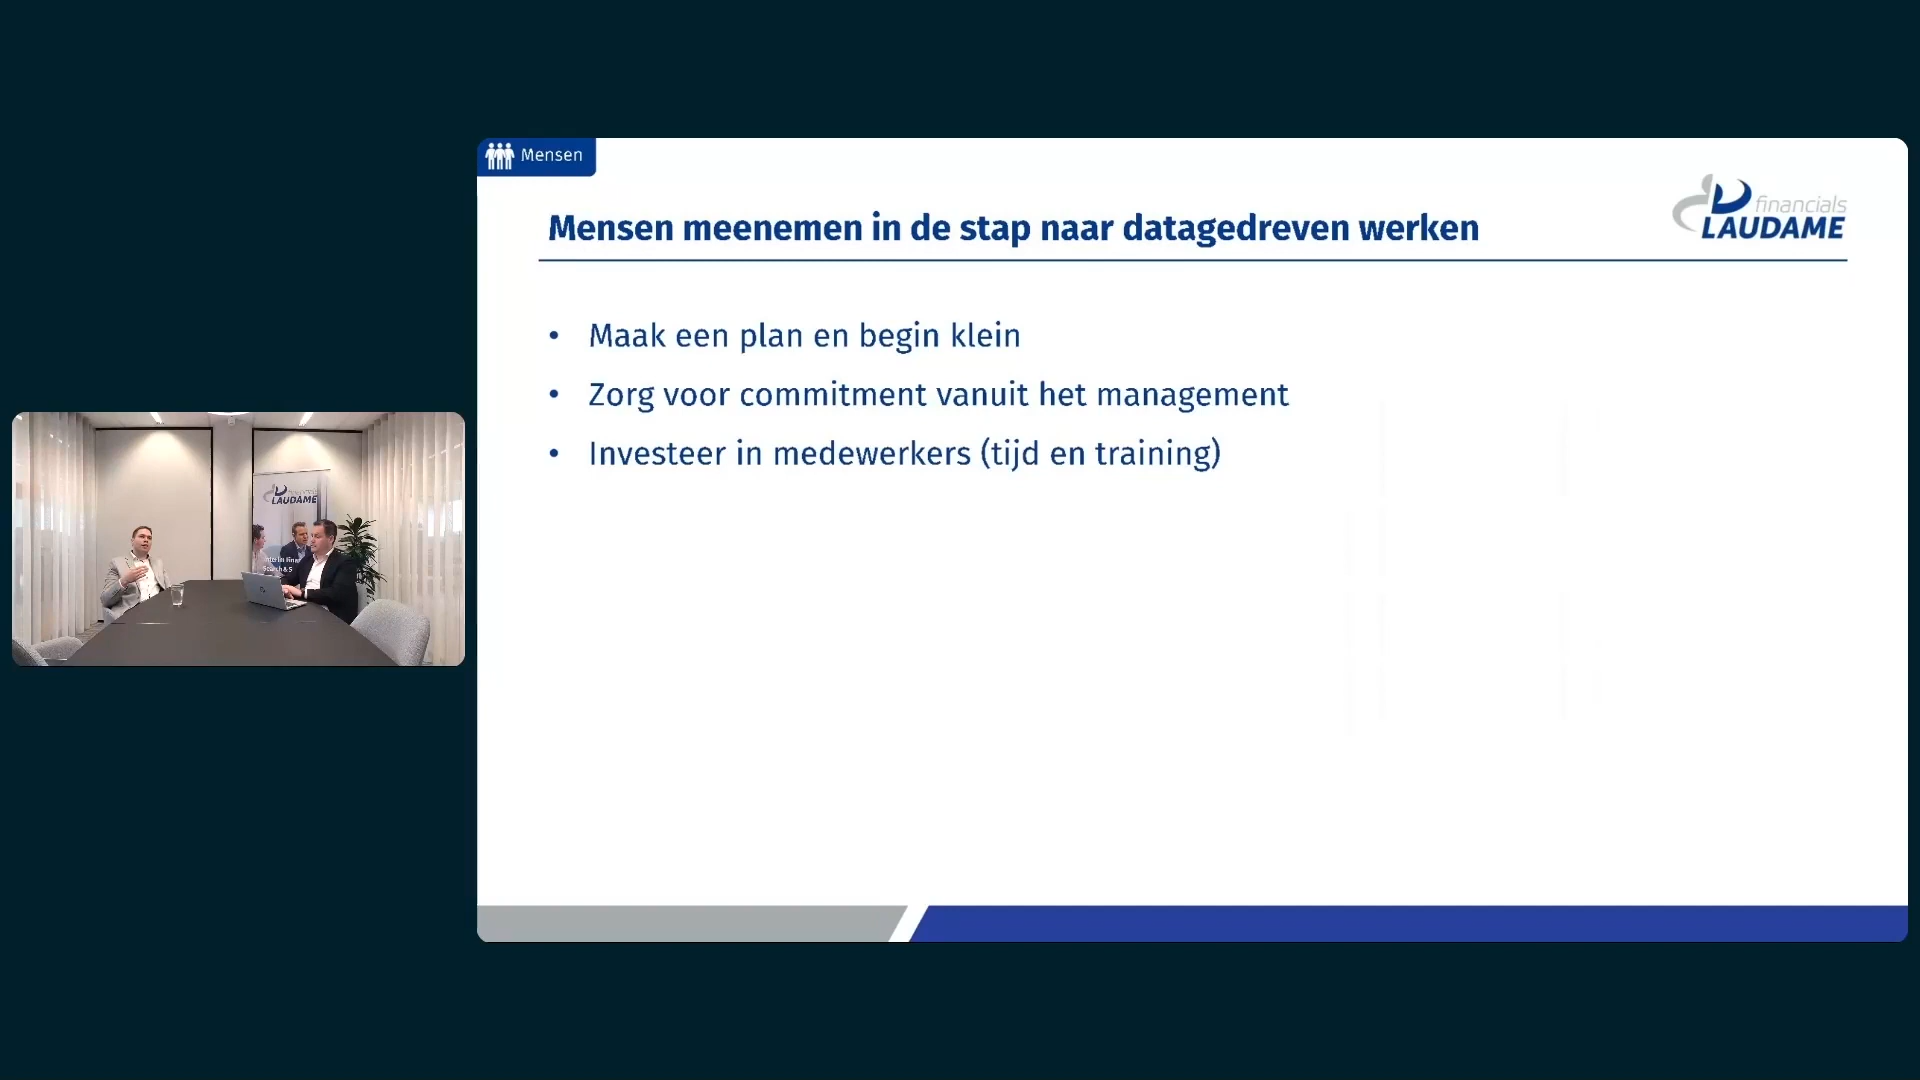 Mensen
financials
LAUDAME
Mensen meenemen in de stap naar datagedreven werken
• Maak een plan en begin klein
• Zorg voor commitment vanuit het management
• Investeer in medewerkers (tijd en training)
LAUDAME